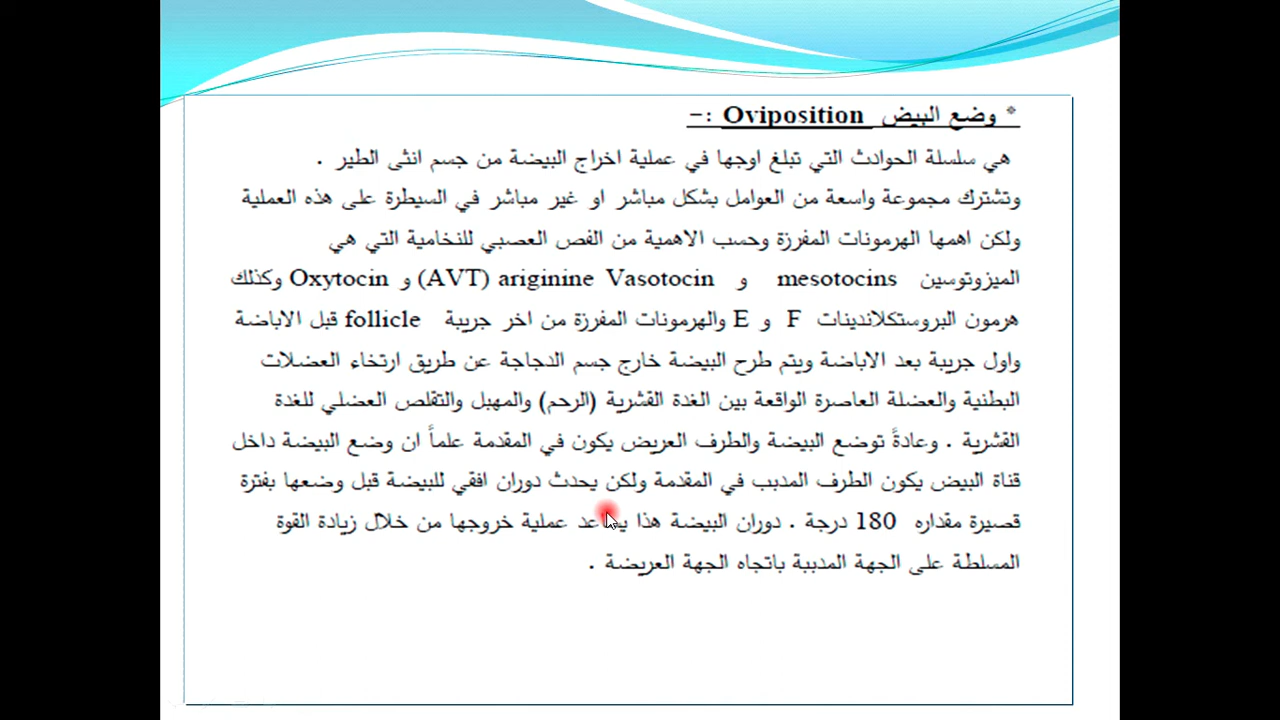 * وضع البيض Oviposition :-
هي سلسلة الحوادث التي تبلغ اوجها في عملية اخراج البيضة من جسم انثى الطير .
وتشترك مجموعة واسعة من العوامل بشكل مباشر او غير مباشر في السيطرة على هذه العملية
ولكن اهمها الهرمونات المفرزة وحسب الاهمية من الفص العصبي للنخامية التي هي
الميزوتوسين mesotocins و ariginine Vasotocin (AVT) و Oxytocin وكذلك
هرمون البروستكلاندينات F و E والهرمونات المفرزة من اخر جريبة follicle قبل الاباضة
واول جريبة بعد الاباضة ويتم طرح البيضة خارج جسم الدجاجة عن طريق ارتخاء العضلات
البطنية والعضلة العاصرة الواقعة بين الغدة القشرية (الرحم) والمهبل والتقلص العضلي للغدة
القشرية . وعادةً توضع البيضة والطرف العريض يكون في المقدمة علماً ان وضع البيضة داخل
قناة البيض يكون الطرف المدبب في المقدمة ولكن يحدث دوران افقي للبيضة قبل وضعها بفترة
قصيرة مقداره 180 درجة . دوران البيضة هذا يساعد عملية خروجها من خلال زيادة القوة
المسلطة على الجهة المدببة باتجاه الجهة العريضة .